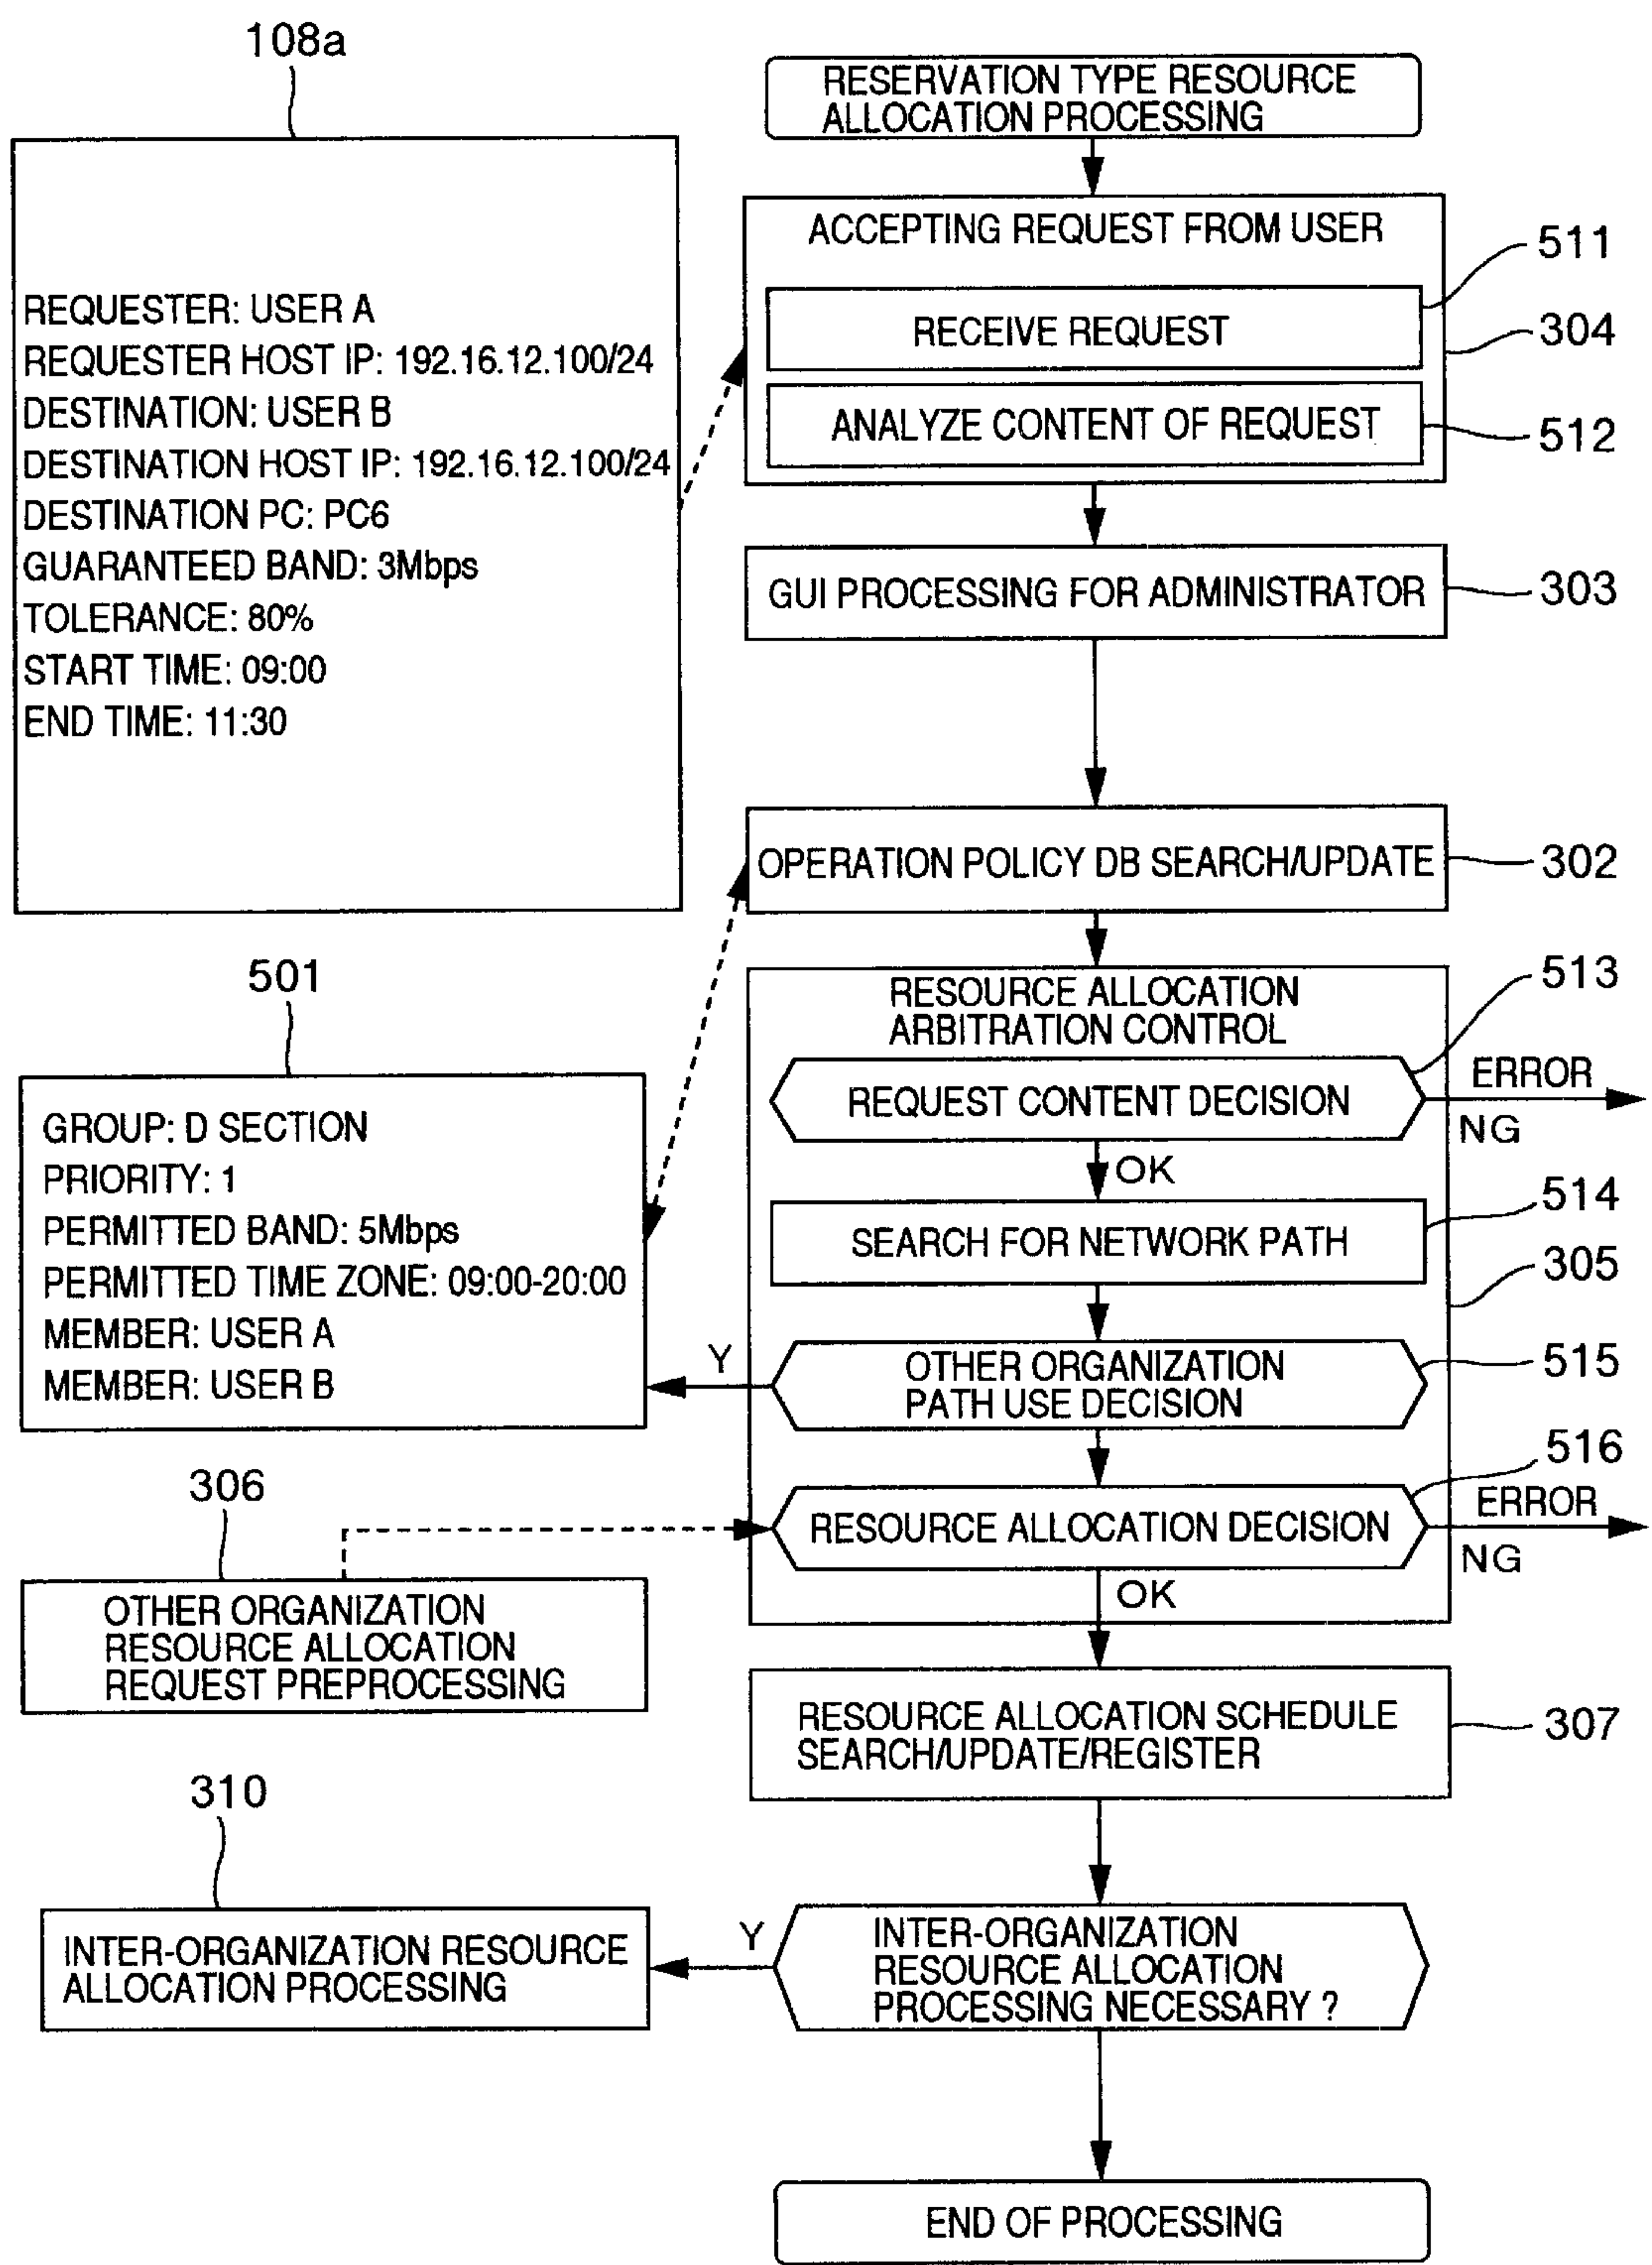 108a
RESERVATION TYPE RESOURCE
ALLOCATION PROCESSING
REQUESTER: USER A
REQUESTER HOST IP: 192.16.12.100/24
DESTINATION: USER B
DESTINATION HOST IP: 192.16.12.100/24
DESTINATION PC: PC6
GUARANTEED BAND: 3Mbps
TOLERANCE: 80%
START TIME: 09:00
END TIME: 11:30
ACCEPTING REQUEST FROM USER
511
RECEIVE REQUEST
304
ANALYZE CONTENT OF REQUEST
512
GUI PROCESSING FOR ADMINISTRATOR
303
OPERATION POLICY DB SEARCH/UPDATE
302
501
GROUP: D SECTION
PRIORITY: 1
PERMITTED BAND: 5Mbps
PERMITTED TIME ZONE: 09:00-20:00
MEMBER: USER A
MEMBER: USER B
RESOURCE ALLOCATION
ARBITRATION CONTROL
513
REQUEST CONTENT DECISION
ERROR
NG
OK
514
SEARCH FOR NETWORK PATH
305
Y
OTHER ORGANIZATION
PATH USE DECISION
515
516
RESOURCE ALLOCATION DECISION
ERROR
NG
OK
306
OTHER ORGANIZATION
RESOURCE ALLOCATION
REQUEST PREPROCESSING
RESOURCE ALLOCATION SCHEDULE
SEARCH/UPDATE/REGISTER
307
310
INTER-ORGANIZATION RESOURCE
ALLOCATION PROCESSING
Y
INTER-ORGANIZATION
RESOURCE ALLOCATION
PROCESSING NECESSARY ?
END OF PROCESSING